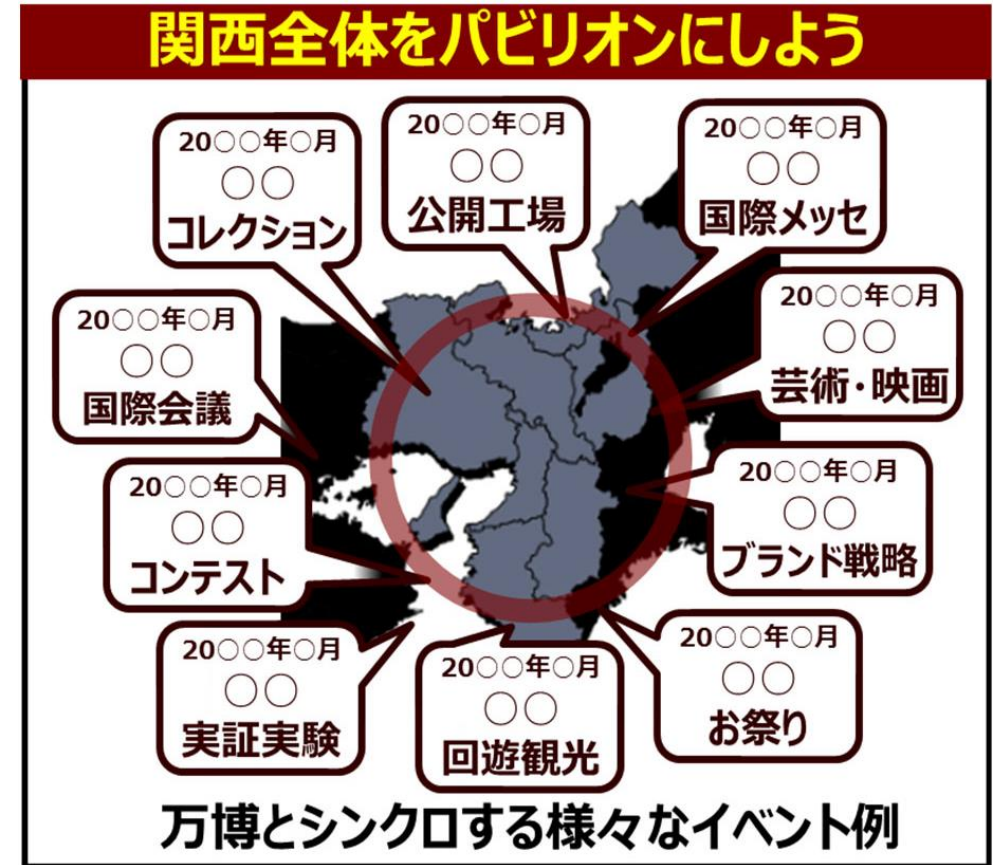 関西全体をパビリオンにしよう
20○○年○月
○○
コレクション
20○○年○月
○○
公開工場
20○○年○月
○○
国際メッセ
20○○年○月
○○
国際会議
20○○年○月
○○
芸術・映画
20○○年○月
○○
コンテスト
20○○年○月
○○
ブランド戦略
20○○年○月
○○
実証実験
20○○年○月
○○
回遊観光
20○○年○月
○○
お祭り
万博とシンクロする様々なイベント例